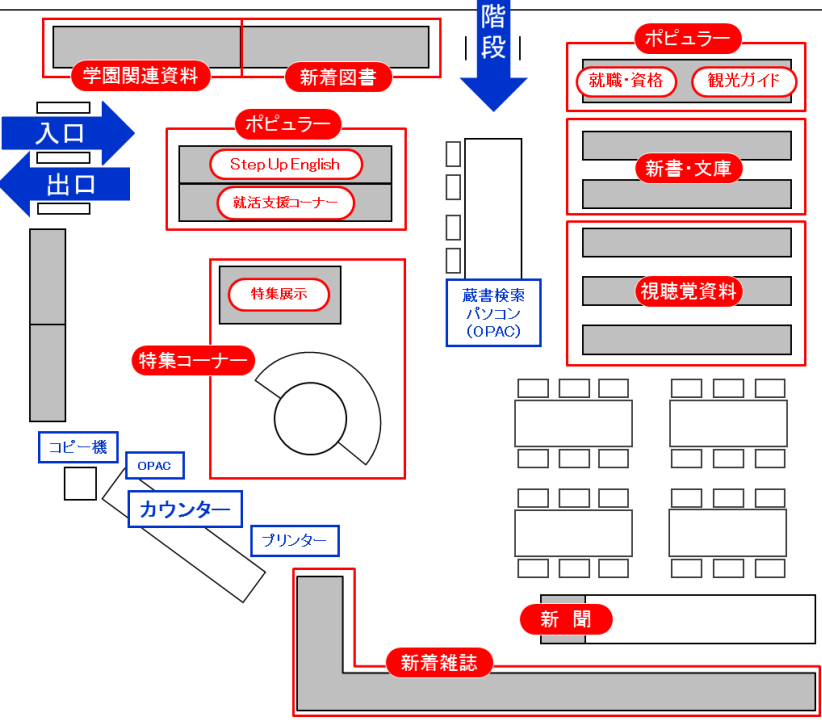 階
段
ポピュラー
学園関連資料
新着図書
就職・資格
観光ガイド
入口
ポピュラー
Step Up English
新書・文庫
出口
就活支援コーナー
特集展示
蔵書検索
パソコン
(OPAC)
視聴覚資料
特集コーナー
コピー機
OPAC
カウンター
プリンター
新 聞
新着雑誌